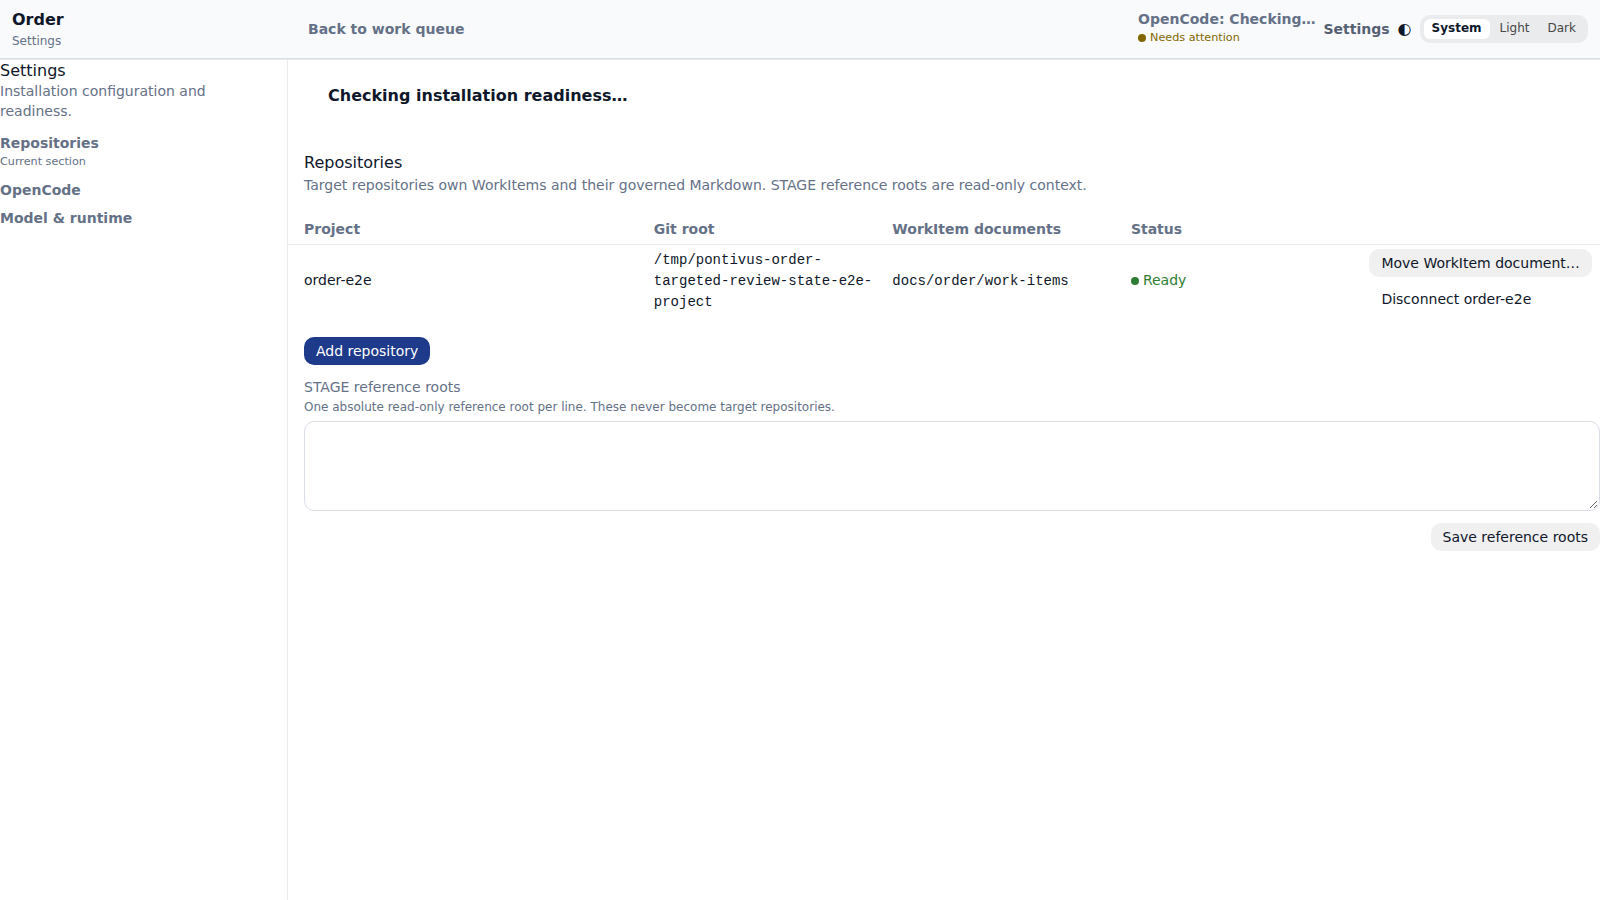 Order
Settings
Back to work queue
OpenCode: Checking…
Needs attention
Settings
System
Light
Dark
Settings
Installation configuration and
readiness.
Repositories
Current section
OpenCode
Model & runtime
Checking installation readiness…
Repositories
Target repositories own WorkItems and their governed Markdown. STAGE reference roots are read-only context.
Project
Git root
WorkItem documents
Status
order-e2e
/tmp/pontivus-order-
targeted-review-state-e2e-
project
docs/order/work-items
Ready
Move WorkItem document…
Disconnect order-e2e
Add repository
STAGE reference roots
One absolute read-only reference root per line. These never become target repositories.
Save reference roots